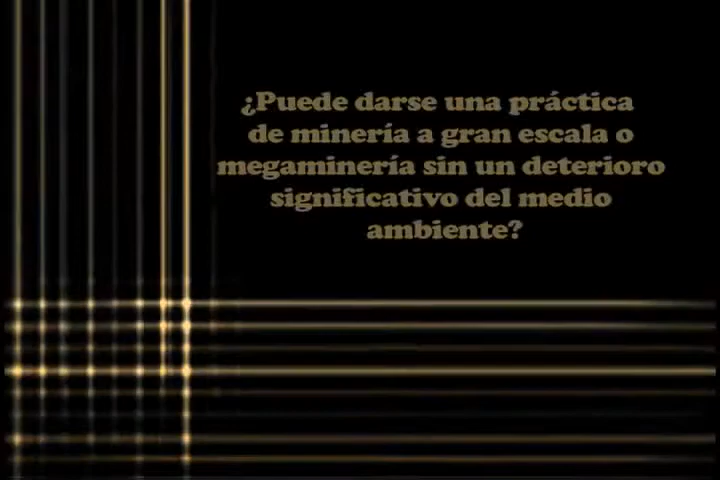 ¿Puede darse una práctica
de minería a gran escala o
megaminería sin un deterioro
significativo del medio
ambiente?